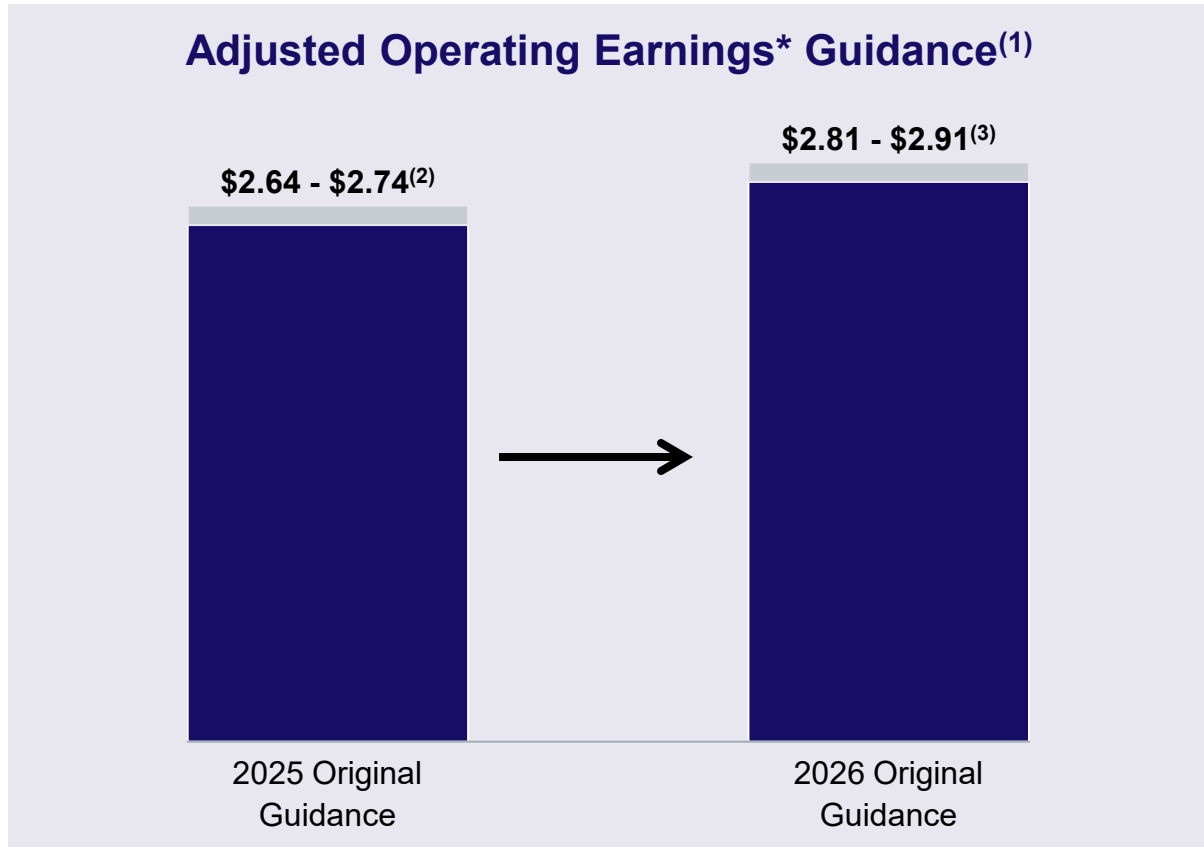 Adjusted Operating Earnings* Guidance(1)
$2.81 - $2.91(3)
$2.64 - $2.74(2)
2025 Original
Guidance
2026 Original
Guidance